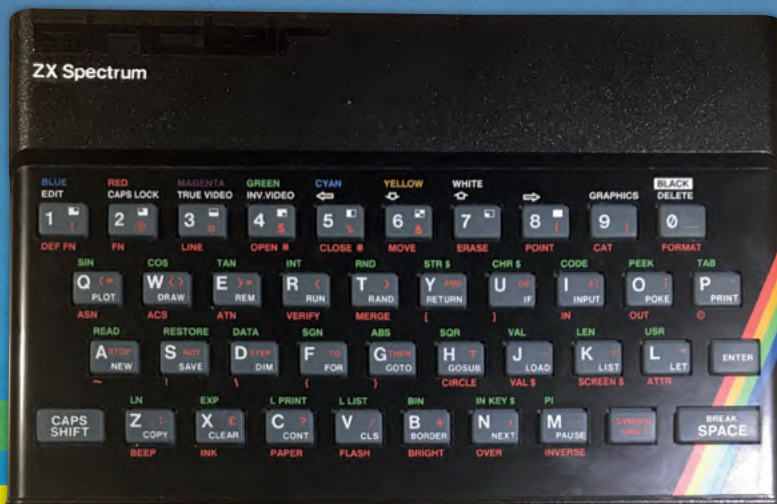 sinclair
ZX Spectrum
BLUE RED MAGENTA GREEN CYAN YELLOW WHITE BLACK
EDIT CAPS LOCK TRUE VIDEO INV.VIDEO ⇦ ⇩ ⇧ ⇨ GRAPHICS DELETE
1 ! 2 @ 3 4 5 6 & 7 8 ( 9 ) 0
DEF FN FN LINE OPEN # CLOSE # MOVE ERASE POINT CAT FORMAT
SIN COS TAN INT RND STR $ CHR $ CODE PEEK TAB
Q <= W <> E >= R < T > Y AND U OR I AT O ; P
PLOT DRAW REM RUN RAND RETURN IF INPUT POKE PRINT
ASN ACS ATN VERIFY MERGE [ ] IN OUT ©
READ RESTORE DATA SGN ABS SQR VAL LEN USR
A STOP S NOT D STEP F TO G THEN H J - K + L = ENTER
NEW SAVE DIM FOR GOTO GOSUB LOAD LIST LET
~ | \ { } CIRCLE VAL $ SCREEN $ ATTR
LN EXP L PRINT L LIST BIN IN KEY $ PI
CAPS SHIFT Z : X £ C ? V / B * N , M . SYMBOL SHIFT BREAK SPACE
COPY CLEAR CONT CLS BORDER NEXT PAUSE
BEEP INK PAPER FLASH BRIGHT OVER INVERSE